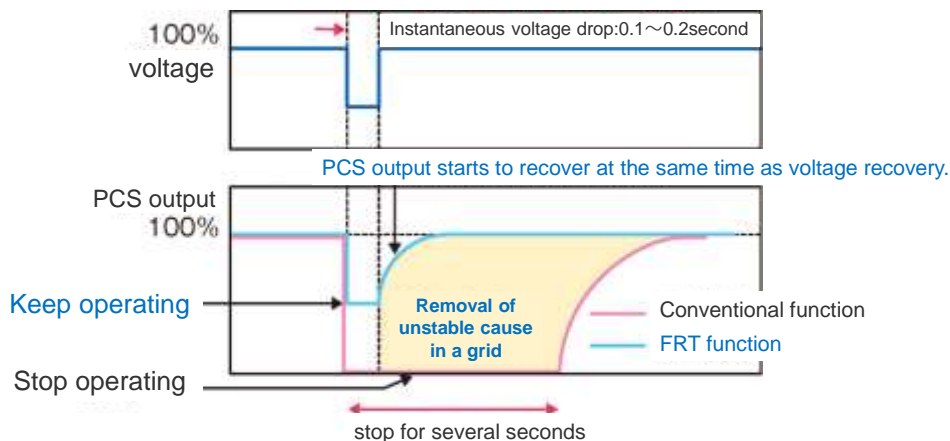 Instantaneous voltage drop:0.1～0.2second
100%
voltage
PCS output starts to recover at the same time as voltage recovery.
PCS output
100%
Keep operating
Removal of
unstable cause
in a grid
Conventional function
FRT function
Stop operating
stop for several seconds